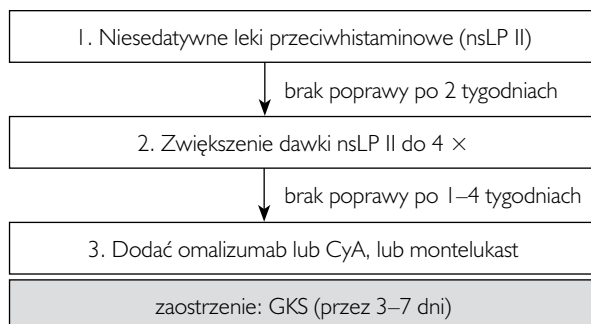 1. Niesedatywne leki przeciwhistaminowe (nsLP II)
brak poprawy po 2 tygodniach
2. Zwiększenie dawki nsLP II do 4 ×
brak poprawy po 1–4 tygodniach
3. Dodać omalizumab lub CyA, lub montelukast
zaostrzenie: GKS (przez 3–7 dni)